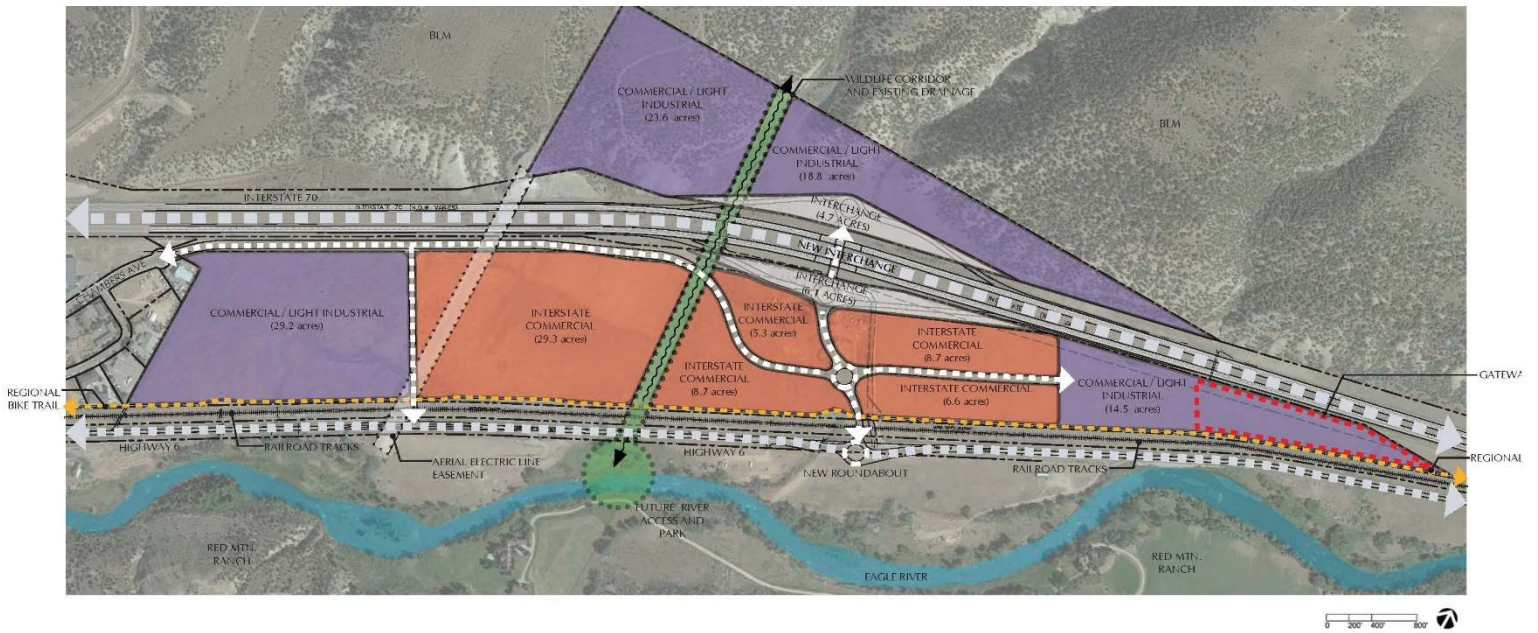 BLM
WILDLIFE CORRIDOR
AND EXISTING DRAINAGE
COMMERCIAL / LIGHT
INDUSTRIAL
(23.6 acres)
BLM
COMMERCIAL / LIGHT
INDUSTRIAL
(18.8 acres)
INTERSTATE 70
INTERSTATE 70 (R.O.W. VARIES)
INTERCHANGE
(4.7 ACRES)
NEW INTERCHANGE
INTERCHANGE
(6.1 ACRES)
CHAMBERS AVE
COMMERCIAL / LIGHT INDUSTRIAL
(29.2 acres)
INTERSTATE
COMMERCIAL
(29.3 acres)
INTERSTATE
COMMERCIAL
(5.3 acres)
INTERSTATE
COMMERCIAL
(8.7 acres)
INTERSTATE
COMMERCIAL
(8.7 acres)
INTERSTATE COMMERCIAL
(6.6 acres)
COMMERCIAL / LIGHT
INDUSTRIAL
(14.5 acres)
GATEWA
REGIONAL
BIKE TRAIL
HIGHWAY 6
RAILROAD TRACKS
AERIAL ELECTRIC LINE
EASEMENT
HIGHWAY 6
NEW ROUNDABOUT
RAILROAD TRACKS
REGIONAL
FUTURE RIVER
ACCESS AND
PARK
RED MTN.
RANCH
EAGLE RIVER
RED MTN.
RANCH
0 200' 400' 800'